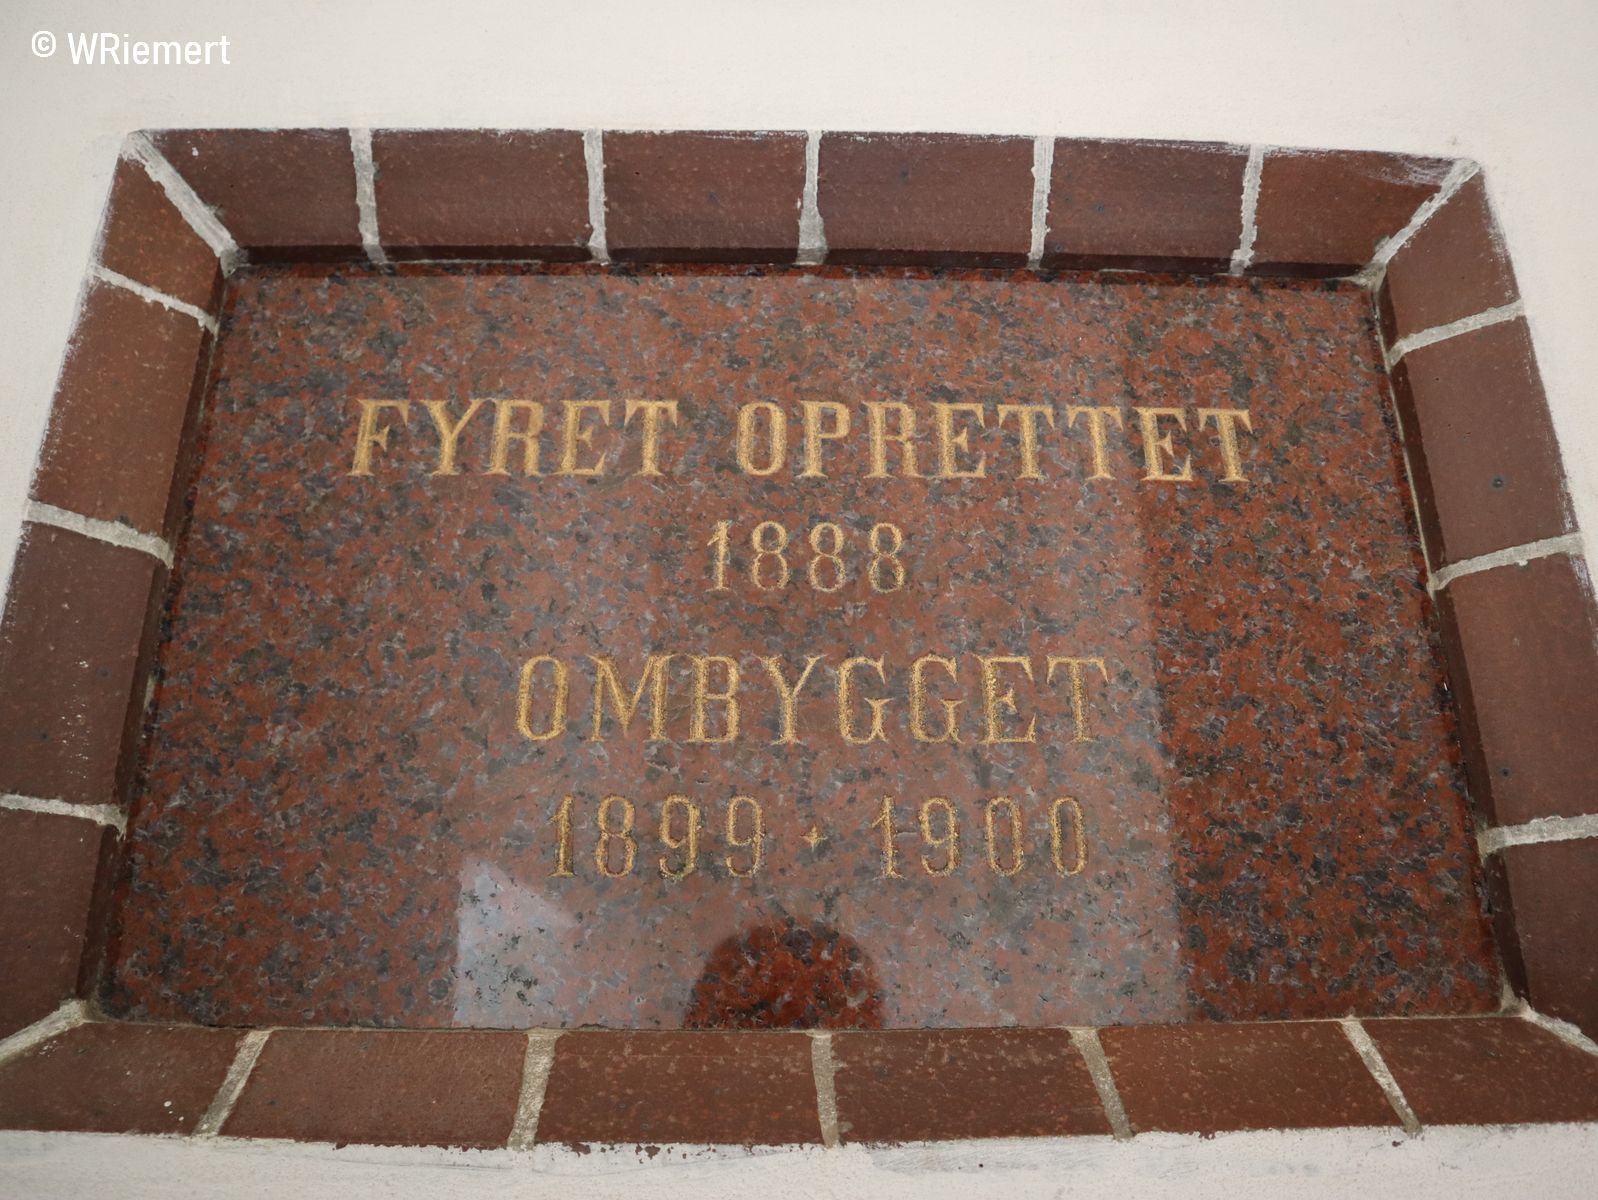 © WRiemert
FYRET OPRETTET
1888
OMBYGGET
1899 · 1900